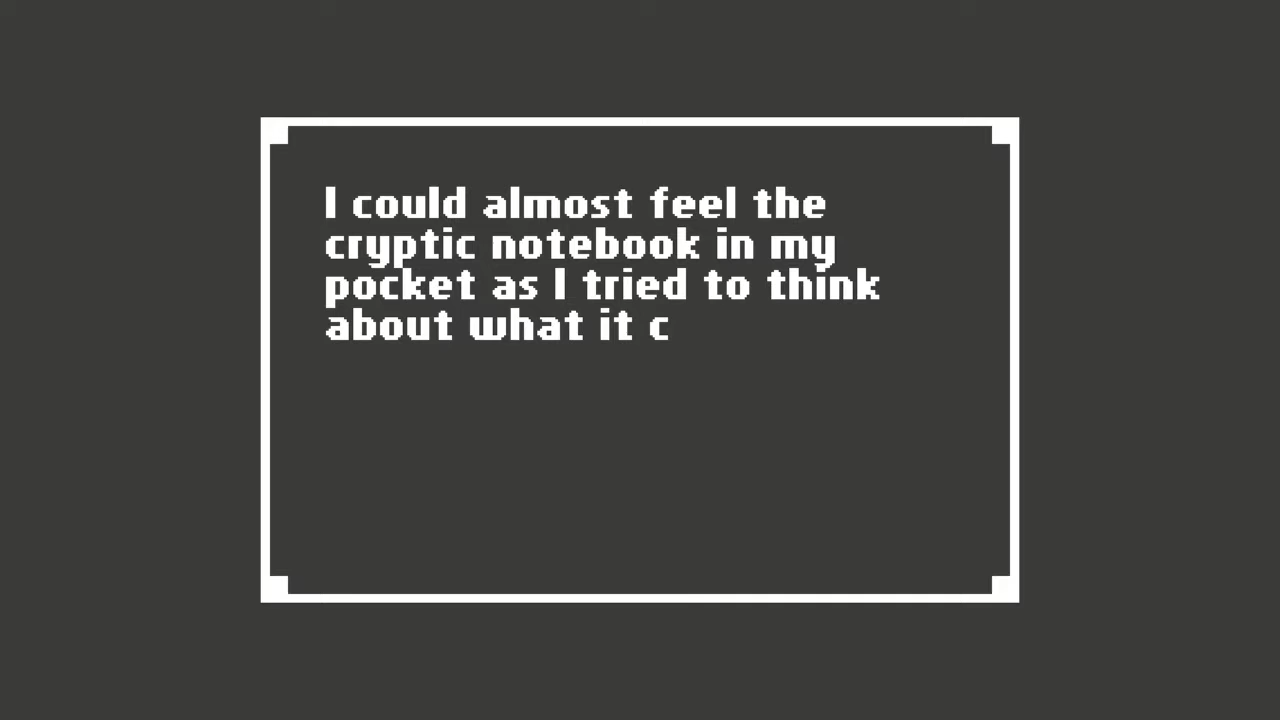 I could almost feel the
cryptic notebook in my
pocket as I tried to think
about what it c